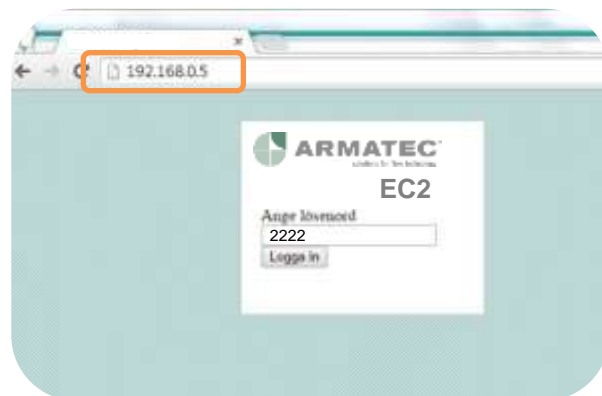 192.168.0.5
ARMATEC
EC2
Ange lösenord
2222
Logga in